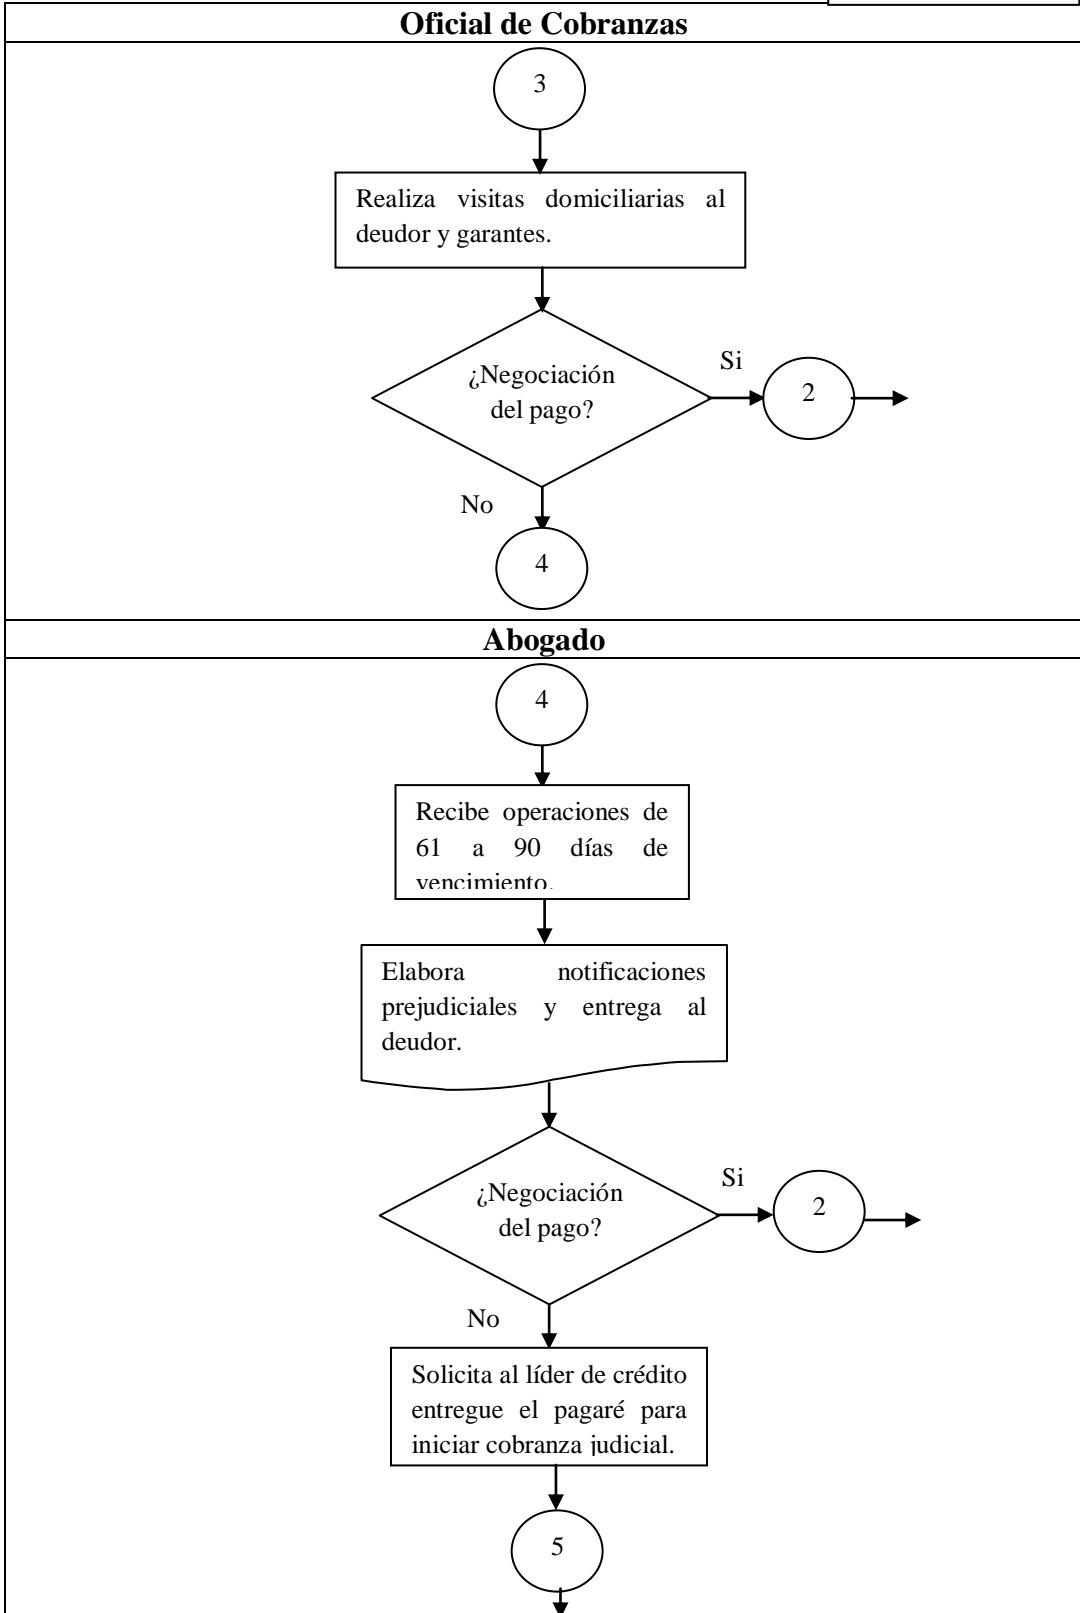 Oficial de Cobranzas
3
Realiza visitas domiciliarias al
deudor y garantes.
¿Negociación
del pago?
Si
2
No
4
Abogado
4
Recibe operaciones de
61 a 90 días de
vencimiento.
Elabora notificaciones
prejudiciales y entrega al
deudor.
¿Negociación
del pago?
Si
2
No
Solicita al líder de crédito
entregue el pagaré para
iniciar cobranza judicial.
5